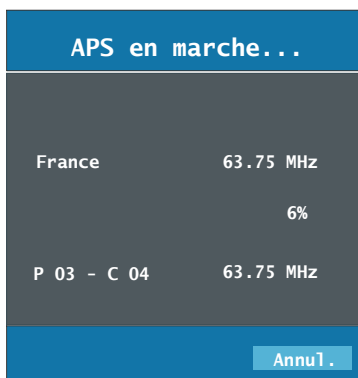 APS en marche...
France 63.75 MHz
6%
P 03 - C 04 63.75 MHz
Annul.